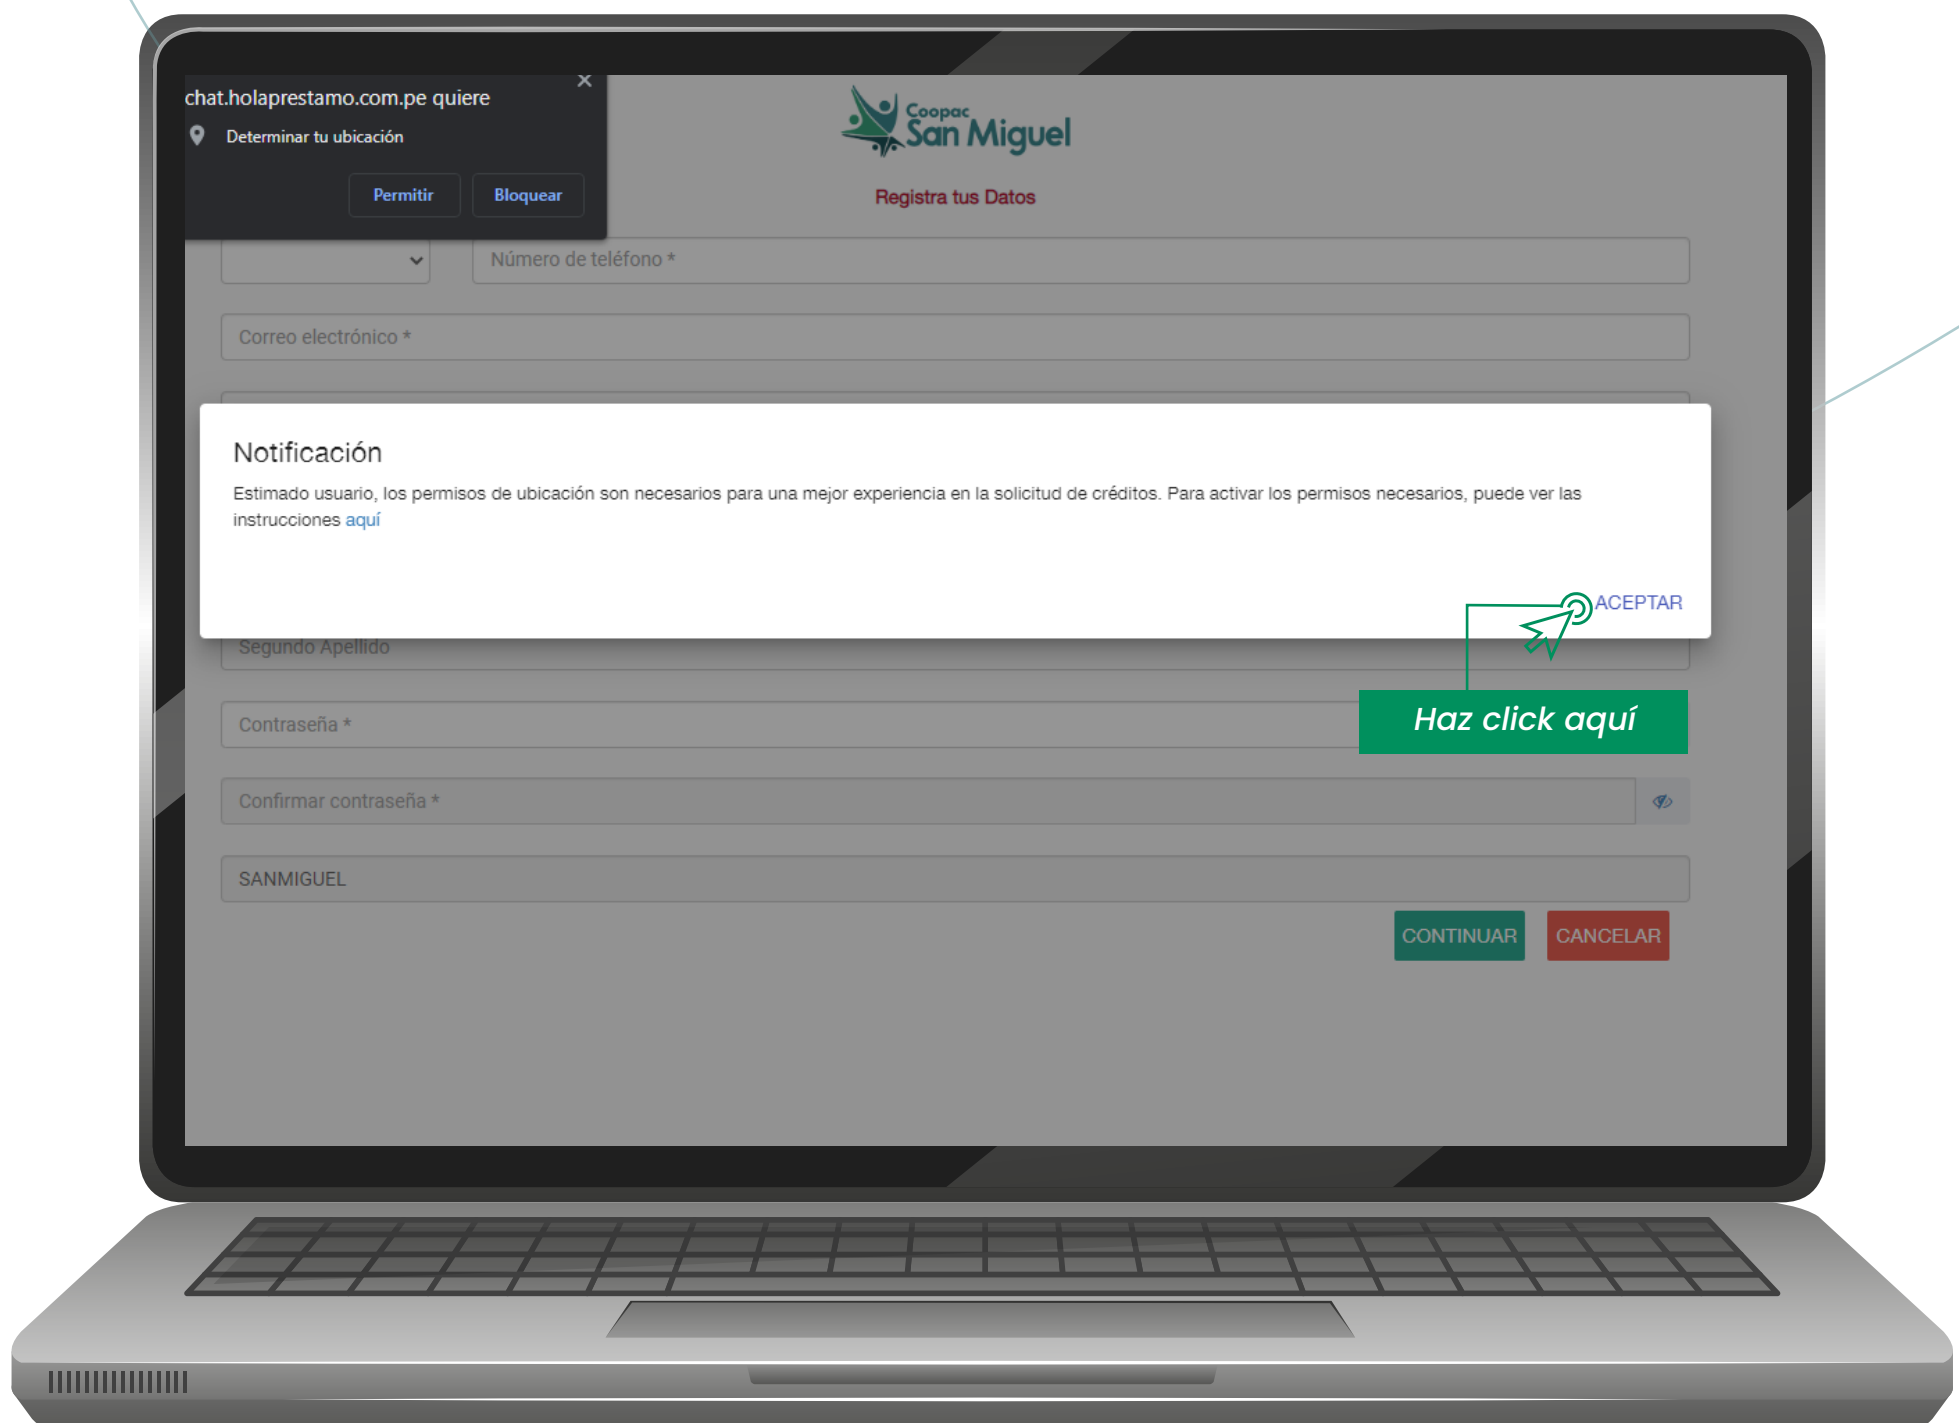 chat.holaprestamo.com.pe quiere
Determinar tu ubicación
Permitir
Bloquear
Coopac
San Miguel
Registra tus Datos
Número de teléfono *
Correo electrónico *
Notificación
Estimado usuario, los permisos de ubicación son necesarios para una mejor experiencia en la solicitud de créditos. Para activar los permisos necesarios, puede ver las
instrucciones aquí
ACEPTAR
Segundo Apellido
Haz click aquí
Contraseña *
Confirmar contraseña *
SANMIGUEL
CONTINUAR
CANCELAR